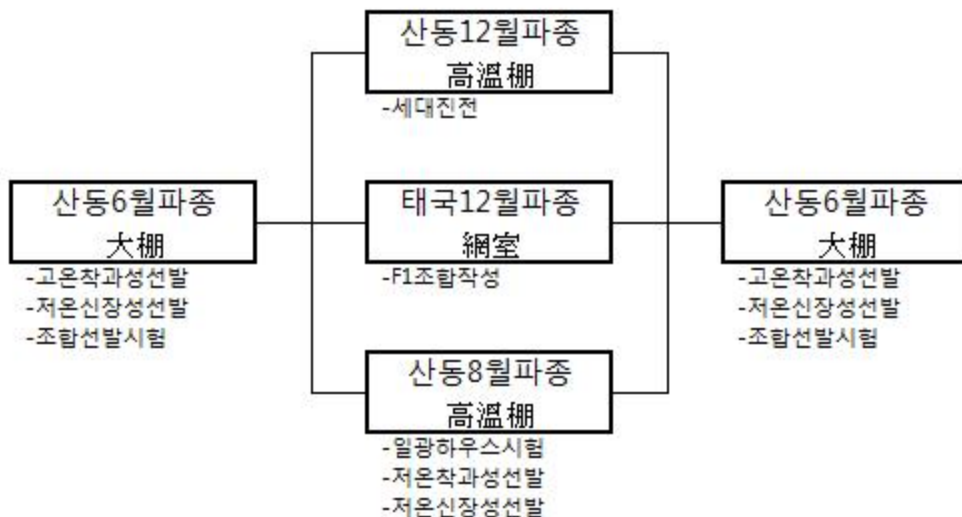 산동12월파종
高溫棚
-세대진전
산동6월파종
大棚
-고온착과성선발
-저온신장성선발
-조합선발시험
태국12월파종
網室
-F1조합작성
산동6월파종
大棚
-고온착과성선발
-저온신장성선발
-조합선발시험
산동8월파종
高溫棚
-일광하우스시험
-저온착과성선발
-저온신장성선발